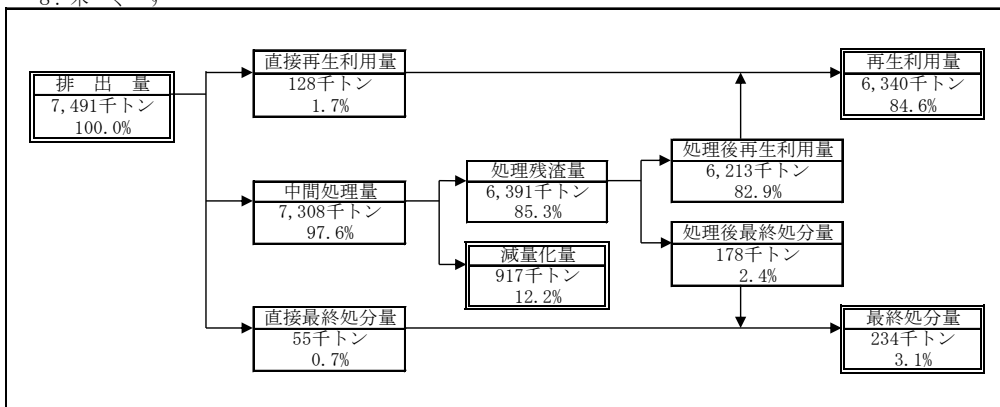 排 出 量
7,491千トン
100.0%
直接再生利用量
128千トン
1.7%
再生利用量
6,340千トン
84.6%
中間処理量
7,308千トン
97.6%
処理残渣量
6,391千トン
85.3%
処理後再生利用量
6,213千トン
82.9%
減量化量
917千トン
12.2%
処理後最終処分量
178千トン
2.4%
直接最終処分量
55千トン
0.7%
最終処分量
234千トン
3.1%